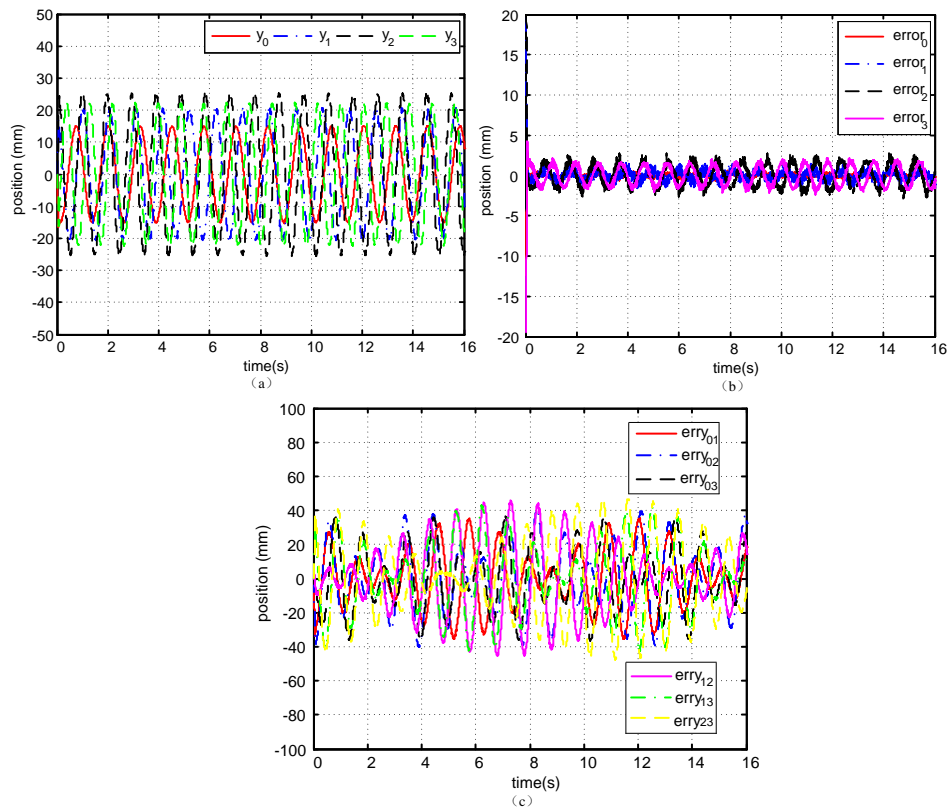 50
40
30
20
10
0
-10
-20
-30
-40
-50
position (mm)
y0 y1 y2 y3
0 2 4 6 8 10 12 14 16
time(s)
（a）
20
15
10
5
0
-5
-10
-15
-20
position (mm)
error0
error1
error2
error3
0 2 4 6 8 10 12 14 16
time(s)
（b）
100
80
60
40
20
0
-20
-40
-60
-80
-100
position (mm)
erry01
erry02
erry03
erry12
erry13
erry23
0 2 4 6 8 10 12 14 16
time(s)
（c）